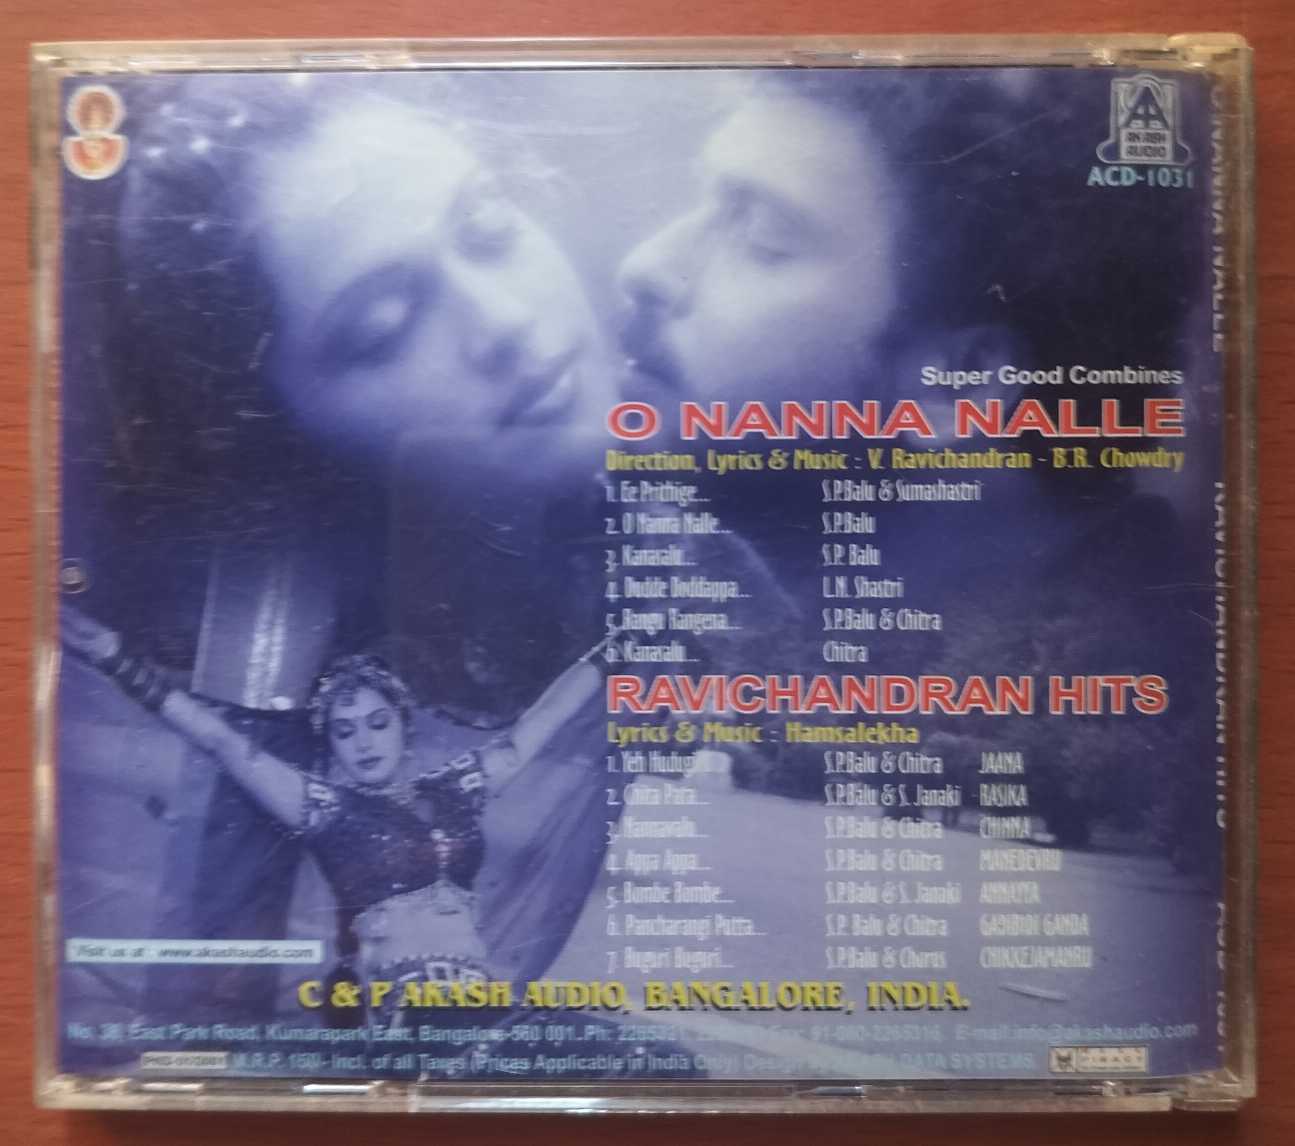 AKASH
AUDIO
ACD-1031
Super Good Combines
O NANNA NALLE
Direction, Lyrics & Music : V. Ravichandran - B.R. Chowdry
1. Ee Prithige... S.P.Balu & Sumashastri
2. O Nanna Nalle... S.P.Balu
3. Kanasalu... S.P. Balu
4. Dudde Doddappa... L.N. Shastri
5. Rangu Rangena... S.P.Balu & Chitra
6. Kanasalu... Chitra
RAVICHANDRAN HITS
Lyrics & Music : Hamsalekha
1. Yeh Hudugi S.P.Balu & Chitra JAANA
2. Chita Pata... S.P.Balu & S. Janaki RASIKA
3. S.P.Balu & Chitra CHINNA
4. Appa Appa... S.P.Balu & Chitra MANEDEVRU
5. Bombe Bombe... S.P.Balu & S. Janaki ANNAYYA
6. Pancharangi Putta... S.P. Balu & Chitra GADIBIDI GANDA
7. Buguri Buguri... S.P.Balu & Chorus CHIKKEJAMANRU
Visit us at : www.akashaudio.com
C & P AKASH AUDIO, BANGALORE, INDIA.
No. 38, East Park Road, Kumarapark East, Bangalore-560 001. Ph: E-mail.info@akashaudio.com
M.R.P. 150/- Incl. of all Taxes (Prices Applicable in India Only) DATA SYSTEMS
O NANNA NALLE RAVICHANDRAN HITS